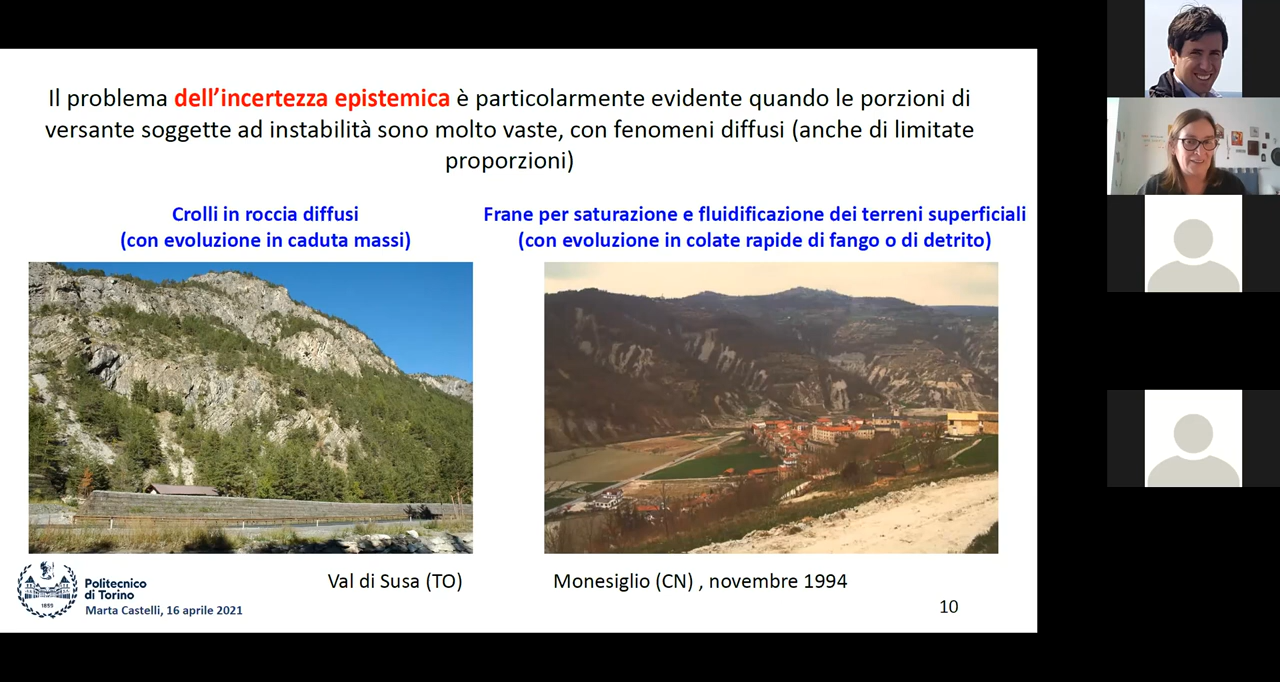 Il problema dell'incertezza epistemica è particolarmente evidente quando le porzioni di
versante soggette ad instabilità sono molto vaste, con fenomeni diffusi (anche di limitate
proporzioni)
Crolli in roccia diffusi
(con evoluzione in caduta massi)
Frane per saturazione e fluidificazione dei terreni superficiali
(con evoluzione in colate rapide di fango o di detrito)
Val di Susa (TO)
Monesiglio (CN) , novembre 1994
1859
Politecnico
di Torino
Marta Castelli, 16 aprile 2021
10